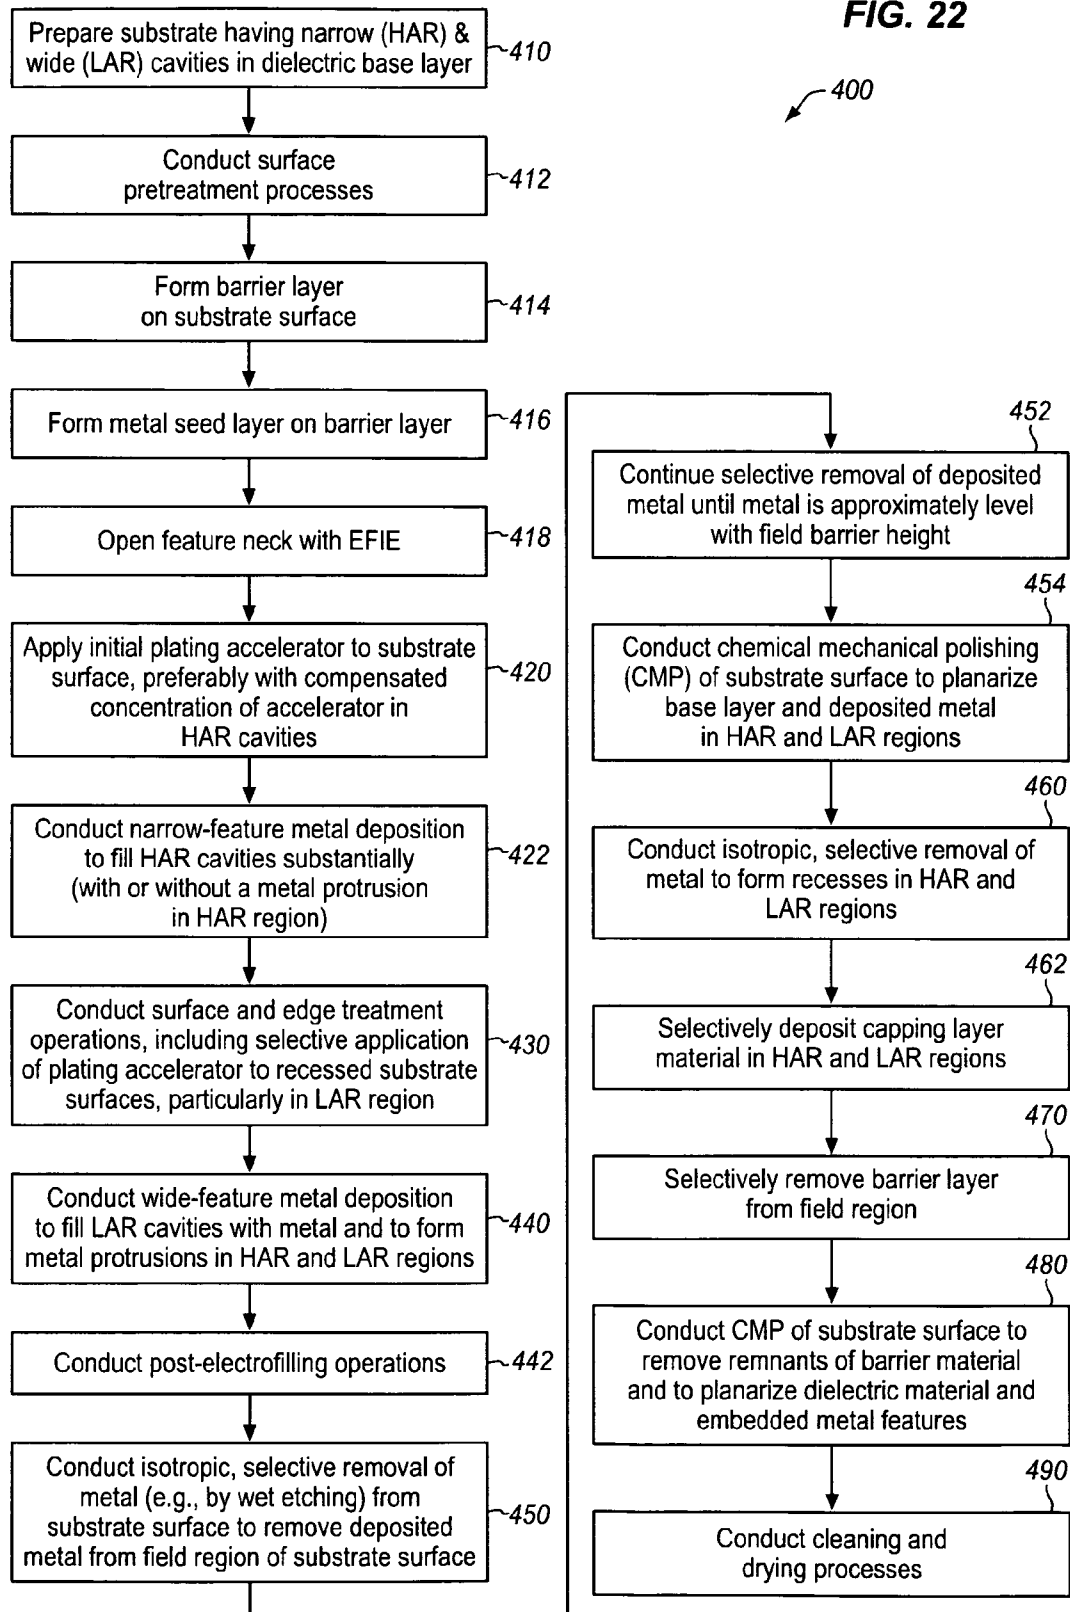 FIG. 22
400
Prepare substrate having narrow (HAR) &
wide (LAR) cavities in dielectric base layer
410
Conduct surface
pretreatment processes
412
Form barrier layer
on substrate surface
414
Form metal seed layer on barrier layer
416
Open feature neck with EFIE
418
Apply initial plating accelerator to substrate
surface, preferably with compensated
concentration of accelerator in
HAR cavities
420
Conduct narrow-feature metal deposition
to fill HAR cavities substantially
(with or without a metal protrusion
in HAR region)
422
Conduct surface and edge treatment
operations, including selective application
of plating accelerator to recessed substrate
surfaces, particularly in LAR region
430
Conduct wide-feature metal deposition
to fill LAR cavities with metal and to form
metal protrusions in HAR and LAR regions
440
Conduct post-electrofilling operations
442
Conduct isotropic, selective removal of
metal (e.g., by wet etching) from
substrate surface to remove deposited
metal from field region of substrate surface
450
452
Continue selective removal of deposited
metal until metal is approximately level
with field barrier height
454
Conduct chemical mechanical polishing
(CMP) of substrate surface to planarize
base layer and deposited metal
in HAR and LAR regions
460
Conduct isotropic, selective removal of
metal to form recesses in HAR and
LAR regions
462
Selectively deposit capping layer
material in HAR and LAR regions
470
Selectively remove barrier layer
from field region
480
Conduct CMP of substrate surface to
remove remnants of barrier material
and to planarize dielectric material and
embedded metal features
490
Conduct cleaning and
drying processes